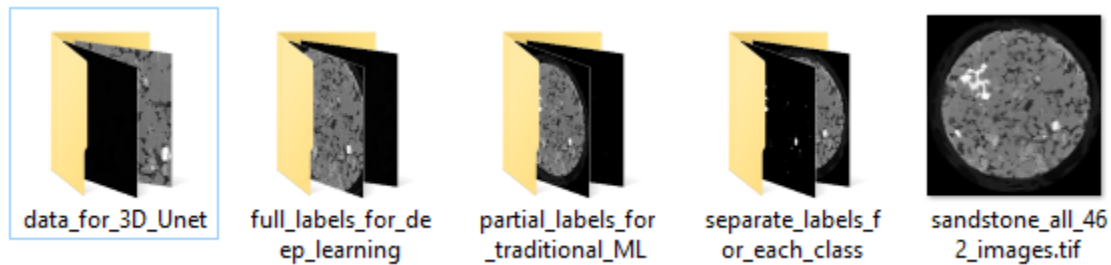 data_for_3D_Unet
full_labels_for_de
ep_learning
partial_labels_for
_traditional_ML
separate_labels_f
or_each_class
sandstone_all_46
2_images.tif